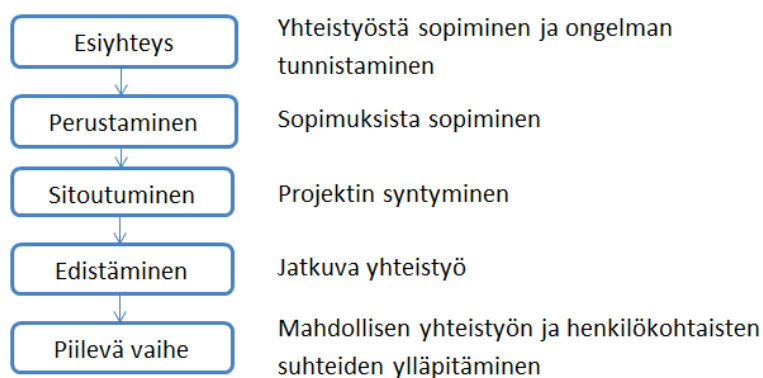 Esiyhteys
Yhteistyöstä sopiminen ja ongelman
tunnistaminen
Perustaminen
Sopimuksista sopiminen
Sitoutuminen
Projektin syntyminen
Edistäminen
Jatkuva yhteistyö
Piilevä vaihe
Mahdollisen yhteistyön ja henkilökohtaisten
suhteiden ylläpitäminen